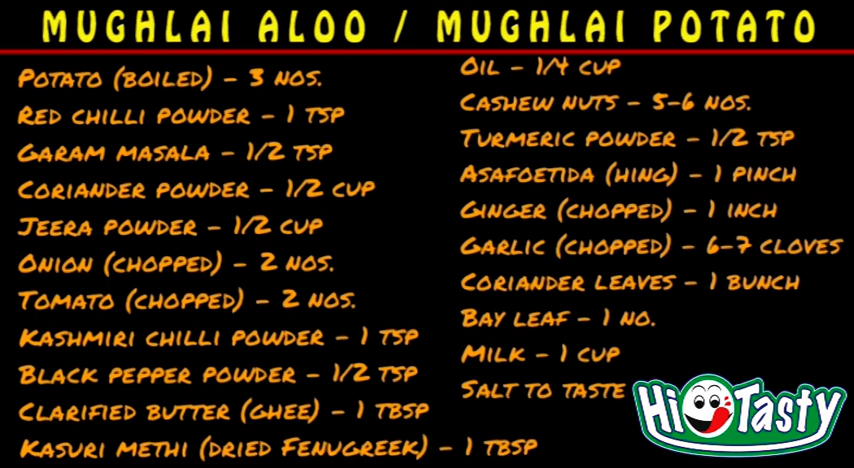 MUGHLAI ALOO / MUGHLAI POTATO
POTATO (BOILED) - 3 NOS.
RED CHILLI POWDER - 1 TSP
GARAM MASALA - 1/2 TSP
CORIANDER POWDER - 1/2 CUP
JEERA POWDER - 1/2 CUP
ONION (CHOPPED) - 2 NOS.
TOMATO (CHOPPED) - 2 NOS.
KASHMIRI CHILLI POWDER - 1 TSP
BLACK PEPPER POWDER - 1/2 TSP
CLARIFIED BUTTER (GHEE) - 1 TBSP
KASURI METHI (DRIED FENUGREEK) - 1 TBSP
OIL - 1/4 CUP
CASHEW NUTS - 5-6 NOS.
TURMERIC POWDER - 1/2 TSP
ASAFOETIDA (HING) - 1 PINCH
GINGER (CHOPPED) - 1 INCH
GARLIC (CHOPPED) - 6-7 CLOVES
CORIANDER LEAVES - 1 BUNCH
BAY LEAF - 1 NO.
MILK - 1 CUP
SALT TO TASTE
Hi Tasty